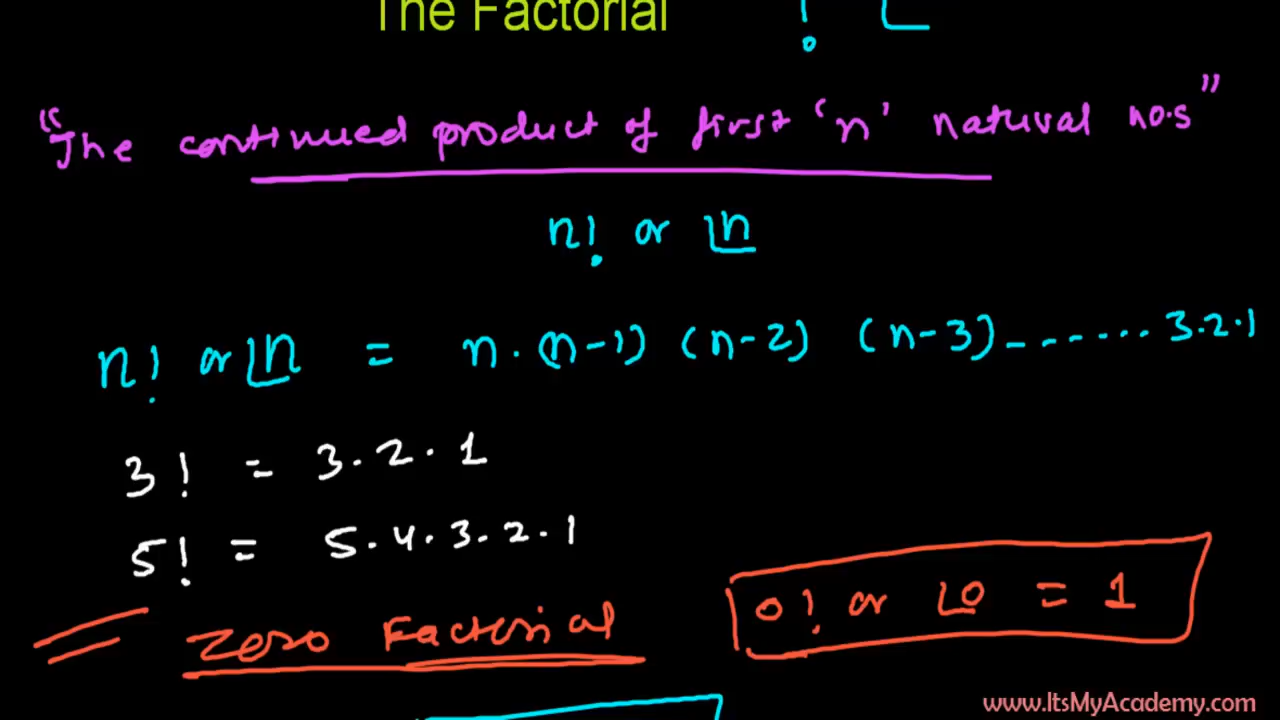 The Factorial ! L
"The continued product of first 'n' natural no.s"
n! or ⌊n
n! or ⌊n = n · (n-1) (n-2) (n-3)_ ...... 3.2.1
3! = 3.2.1
5! = 5.4.3.2.1
Zero Factorial
0! or ⌊0 = 1
www.ItsMyAcademy.com